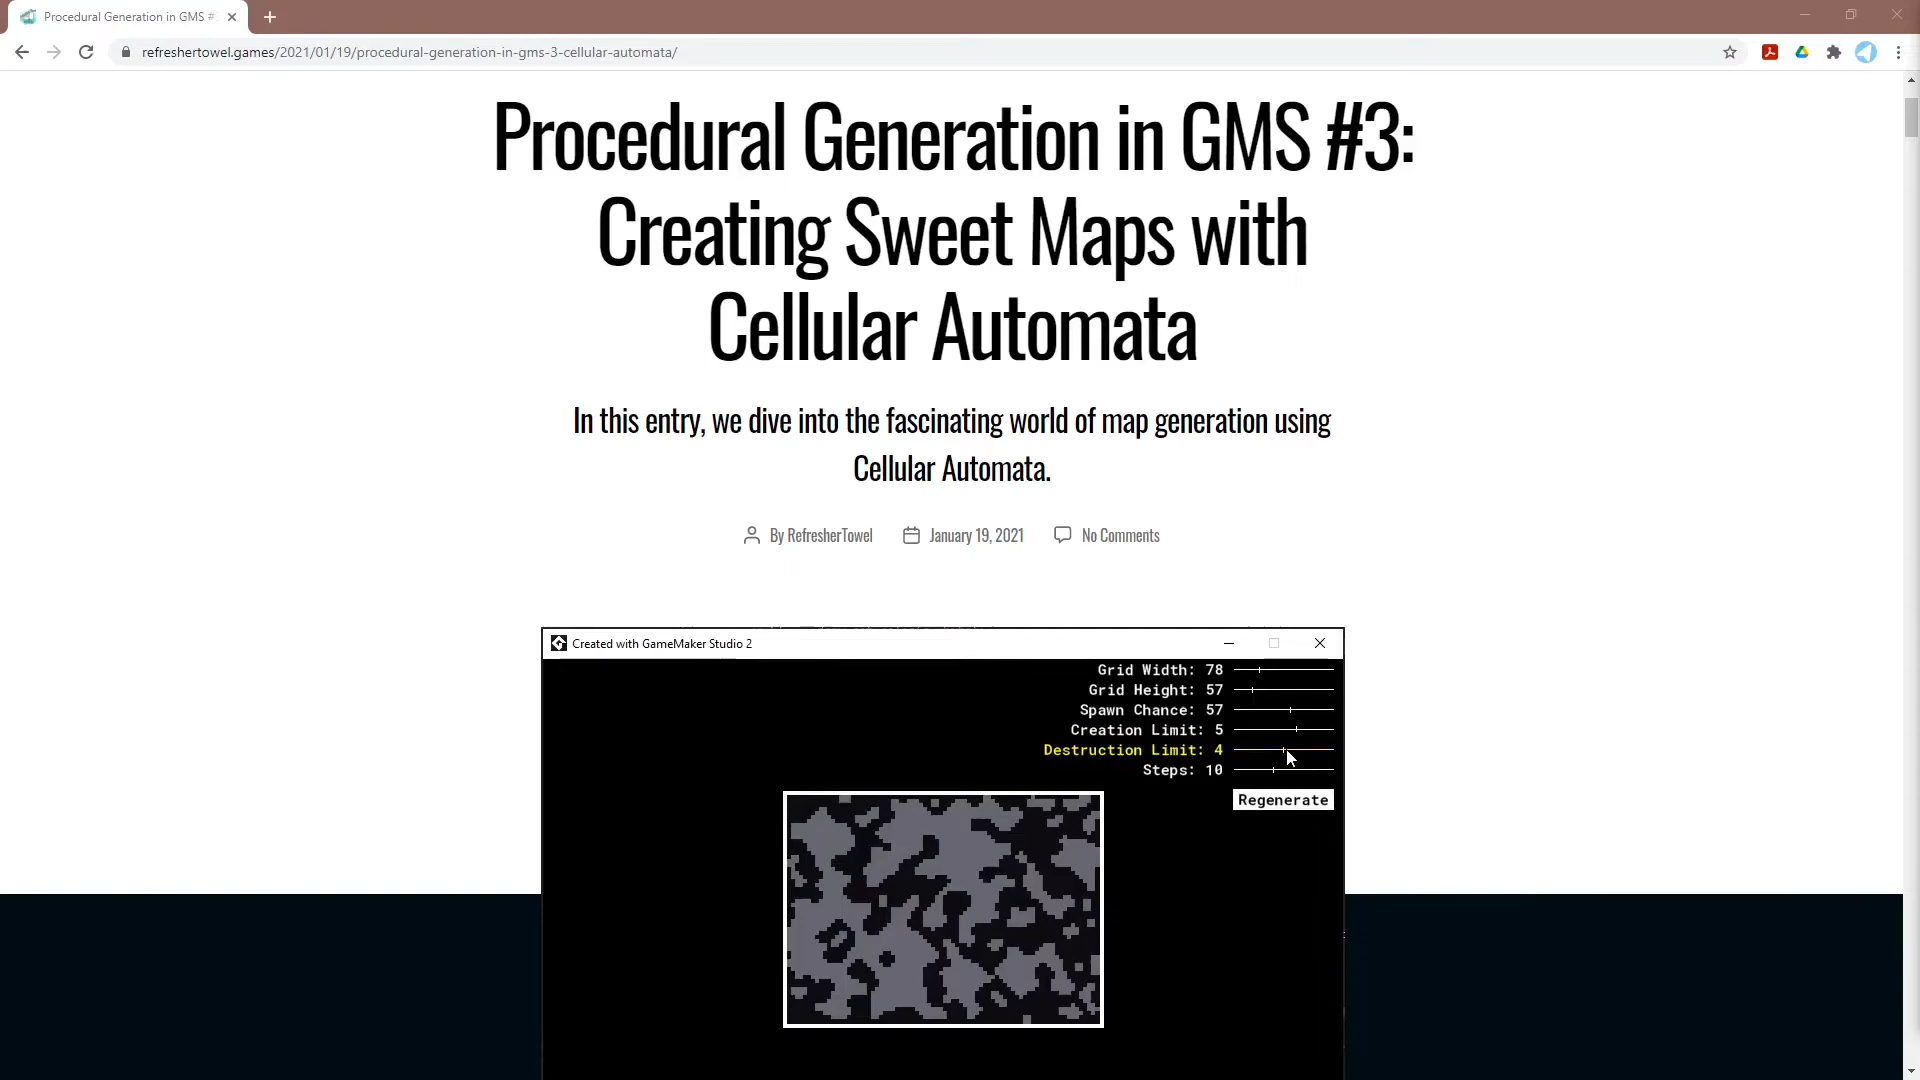 Procedural Generation in GMS #
refreshertowel.games/2021/01/19/procedural-generation-in-gms-3-cellular-automata/
Procedural Generation in GMS #3:
Creating Sweet Maps with
Cellular Automata
In this entry, we dive into the fascinating world of map generation using
Cellular Automata.
By RefresherTowel
January 19, 2021
No Comments
Created with GameMaker Studio 2
Grid Width: 78
Grid Height: 57
Spawn Chance: 57
Creation Limit: 5
Destruction Limit: 4
Steps: 10
Regenerate